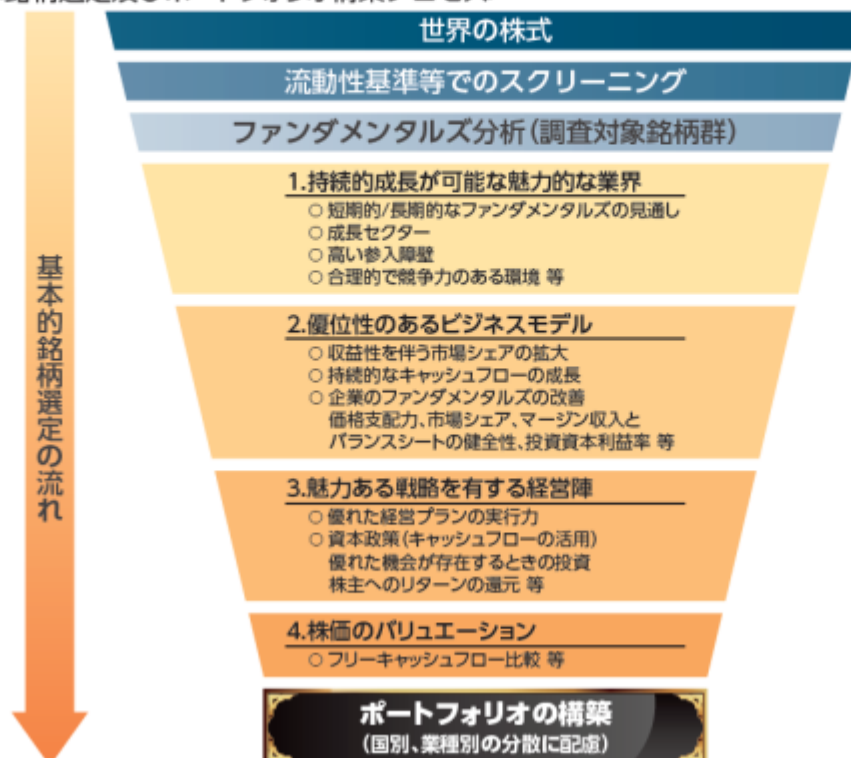 世界の株式
流動性基準等でのスクリーニング
ファンダメンタルズ分析(調査対象銘柄群)
1.持続的成長が可能な魅力的な業界
○ 短期的/長期的なファンダメンタルズの見通し
○ 成長セクター
○ 高い参入障壁
○ 合理的で競争力のある環境 等
2.優位性のあるビジネスモデル
○ 収益性を伴う市場シェアの拡大
○ 持続的なキャッシュフローの成長
○ 企業のファンダメンタルズの改善
価格支配力、市場シェア、マージン収入と
バランスシートの健全性、投資資本利益率 等
3.魅力ある戦略を有する経営陣
○ 優れた経営プランの実行力
○ 資本政策(キャッシュフローの活用)
優れた機会が存在するときの投資
株主へのリターンの還元 等
4.株価のバリュエーション
○ フリーキャッシュフロー比較 等
ポートフォリオの構築
(国別、業種別の分散に配慮)
基本的銘柄選定の流れ